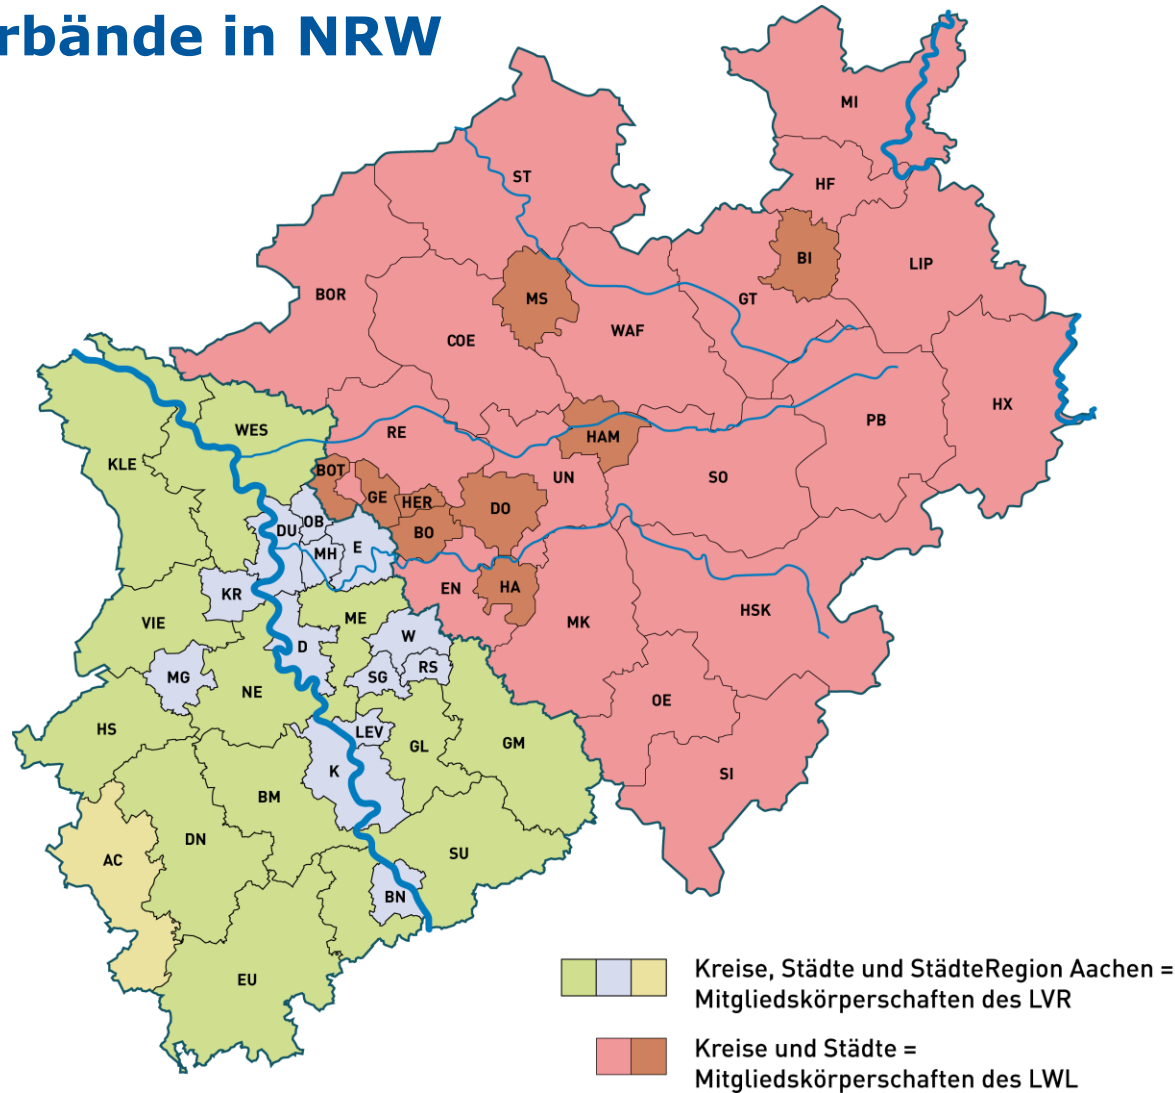 rbände in NRW
MI
ST
HF
BI
LIP
BOR
MS
GT
COE
WAF
HX
WES
RE
HAM
PB
KLE
BOT
UN
SO
GE
HER
DO
DU
OB
BO
MH
E
KR
EN
HA
HSK
VIE
ME
MK
D
W
MG
SG
RS
NE
OE
HS
LEV
GL
GM
K
SI
BM
DN
AC
SU
BN
EU
Kreise, Städte und StädteRegion Aachen =
Mitgliedskörperschaften des LVR
Kreise und Städte =
Mitgliedskörperschaften des LWL